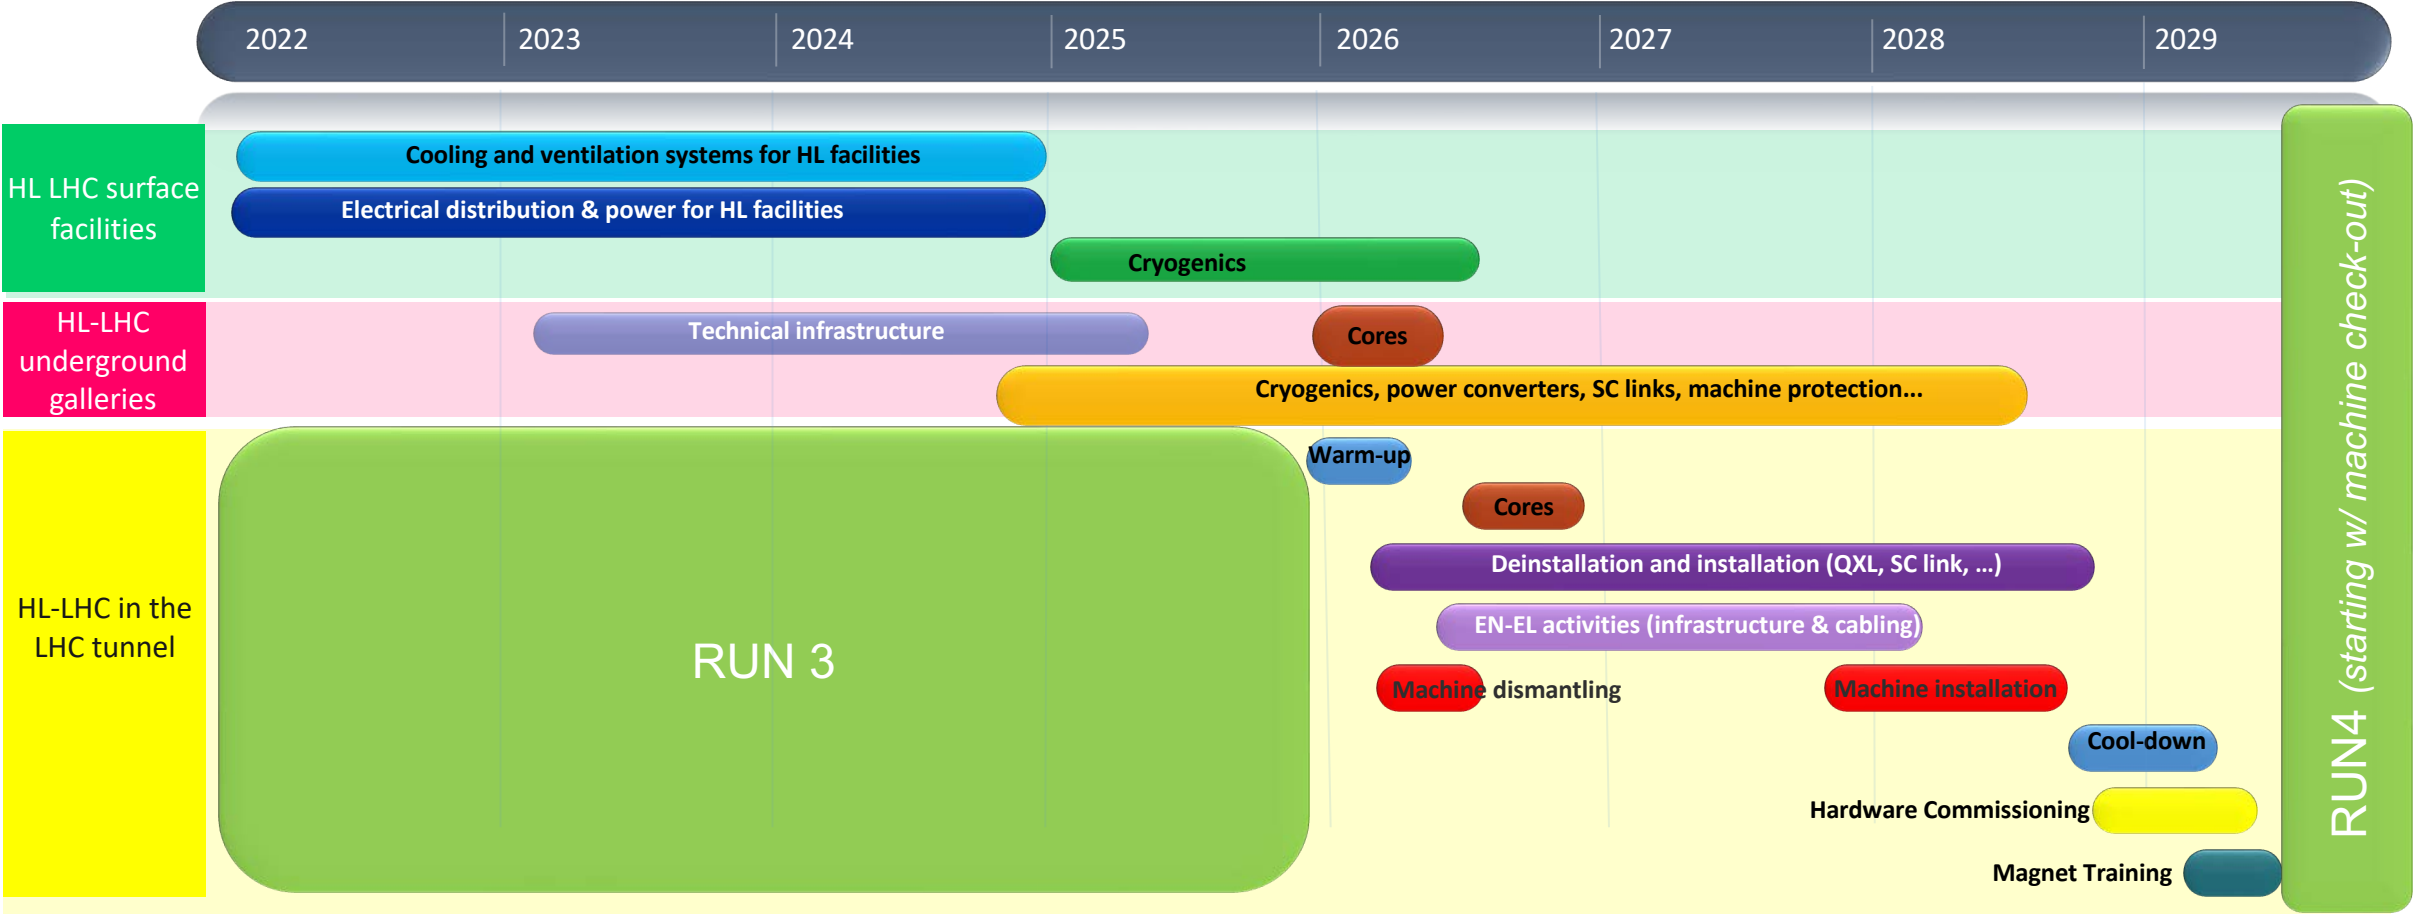 2022
2023
2024
2025
2026
2027
2028
2029
HL LHC surface
facilities
Cooling and ventilation systems for HL facilities
Electrical distribution & power for HL facilities
Cryogenics
HL-LHC
underground
galleries
Technical infrastructure
Cores
Cryogenics, power converters, SC links, machine protection...
HL-LHC in the
LHC tunnel
RUN 3
Warm-up
Cores
Deinstallation and installation (QXL, SC link, ...)
EN-EL activities (infrastructure & cabling)
Machine dismantling
Machine installation
Cool-down
Hardware Commissioning
Magnet Training
RUN4 (starting w/ machine check-out)